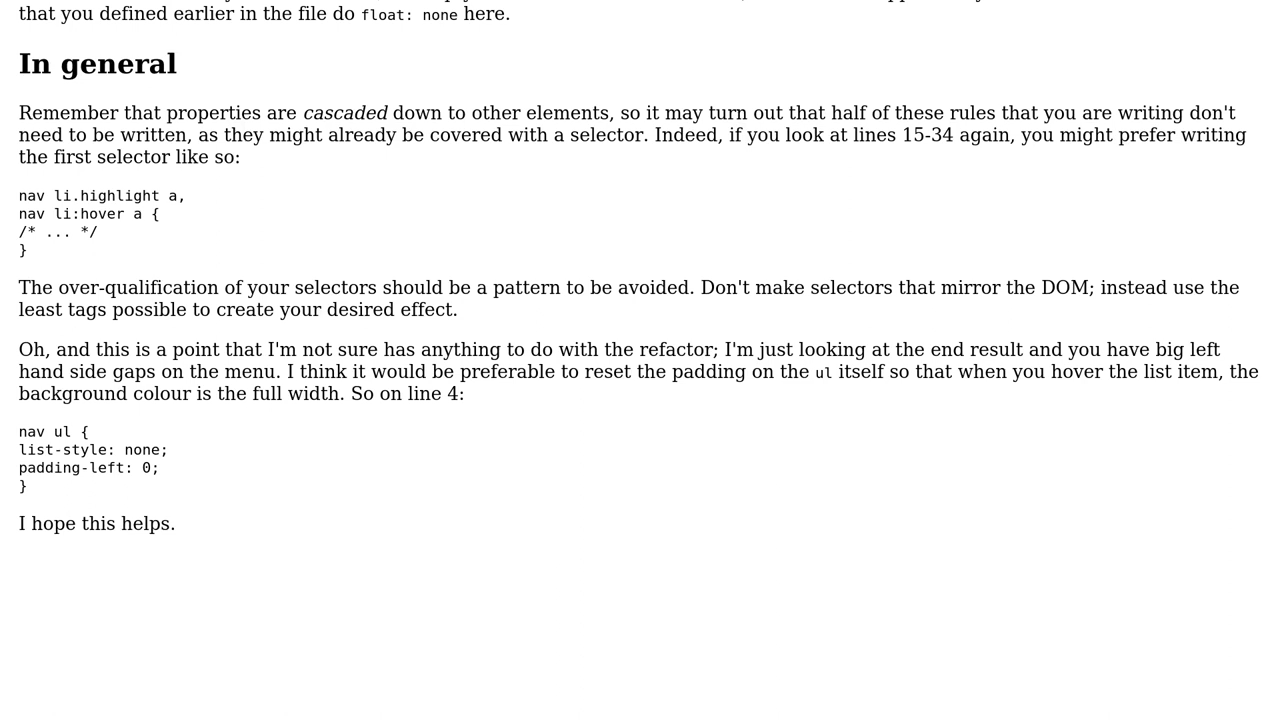 that you defined earlier in the file do float: none here.
In general
Remember that properties are cascaded down to other elements, so it may turn out that half of these rules that you are writing don't
need to be written, as they might already be covered with a selector. Indeed, if you look at lines 15-34 again, you might prefer writing
the first selector like so:
nav li.highlight a,
nav li:hover a {
/* ... */
}
The over-qualification of your selectors should be a pattern to be avoided. Don't make selectors that mirror the DOM; instead use the
least tags possible to create your desired effect.
Oh, and this is a point that I'm not sure has anything to do with the refactor; I'm just looking at the end result and you have big left
hand side gaps on the menu. I think it would be preferable to reset the padding on the ul itself so that when you hover the list item, the
background colour is the full width. So on line 4:
nav ul {
list-style: none;
padding-left: 0;
}
I hope this helps.